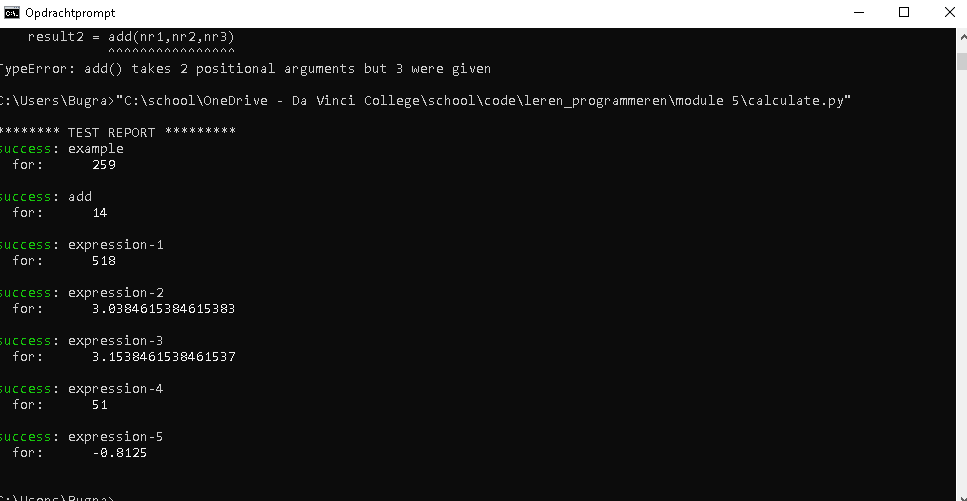 Opdrachtprompt
result2 = add(nr1,nr2,nr3)
^^^^^^^^^^^^^^^^
TypeError: add() takes 2 positional arguments but 3 were given
C:\Users\Bugra>"C:\school\OneDrive - Da Vinci College\school\code\leren_programmeren\module 5\calculate.py"
******** TEST REPORT *********
success: example
for: 259
success: add
for: 14
success: expression-1
for: 518
success: expression-2
for: 3.0384615384615383
success: expression-3
for: 3.1538461538461537
success: expression-4
for: 51
success: expression-5
for: -0.8125
C:\Users\Bugra>